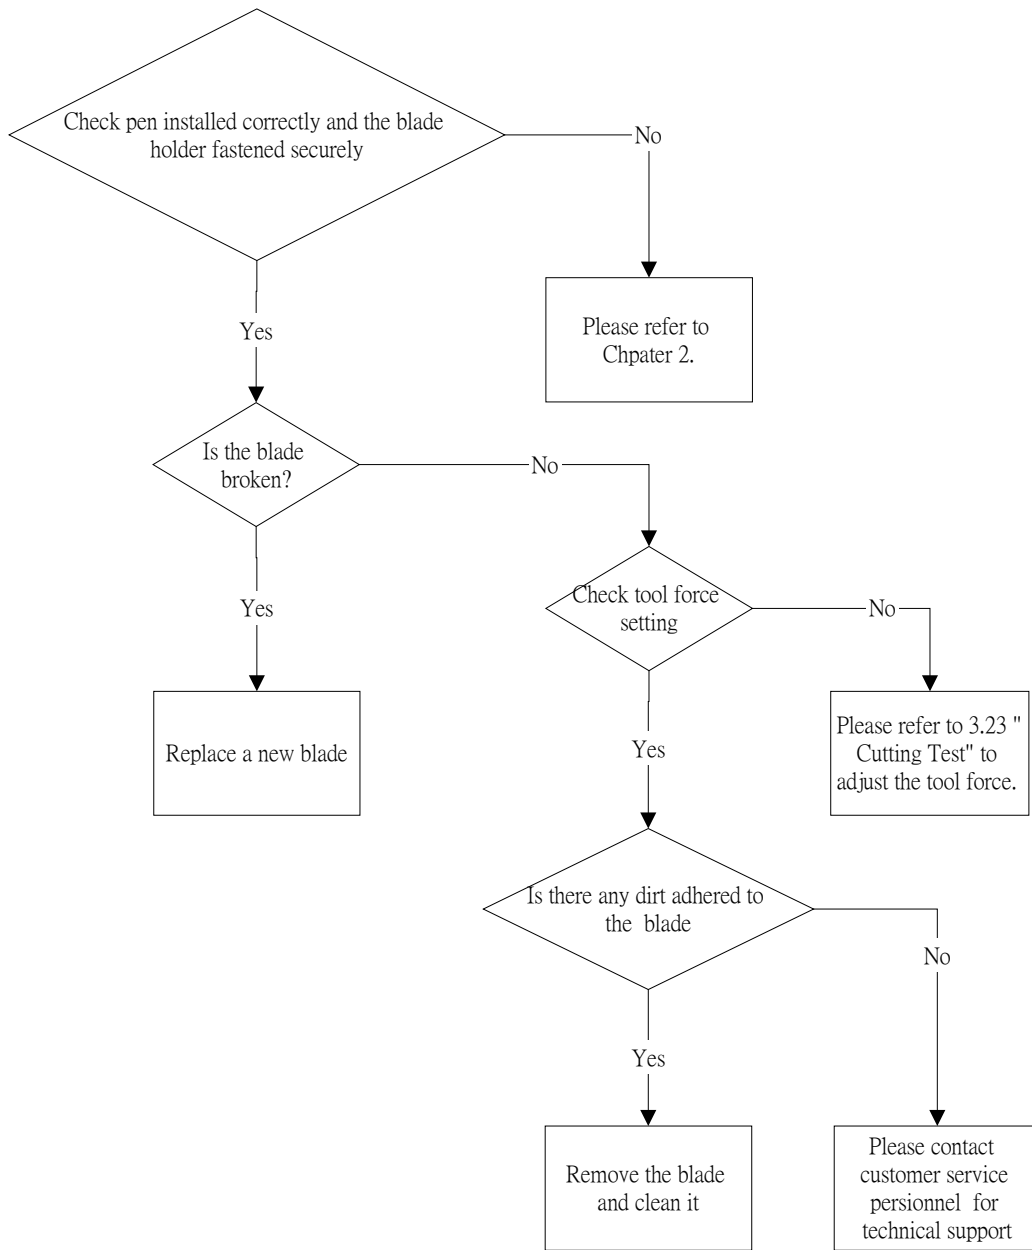 Check pen installed correctly and the blade
holder fastened securely
No
Yes
Please refer to
Chpater 2.
Is the blade
broken?
No
Yes
Check tool force
setting
No
Replace a new blade
Yes
Please refer to 3.23 "
Cutting Test" to
adjust the tool force.
Is there any dirt adhered to
the blade
No
Yes
Remove the blade
and clean it
Please contact
customer service
persionnel for
technical support